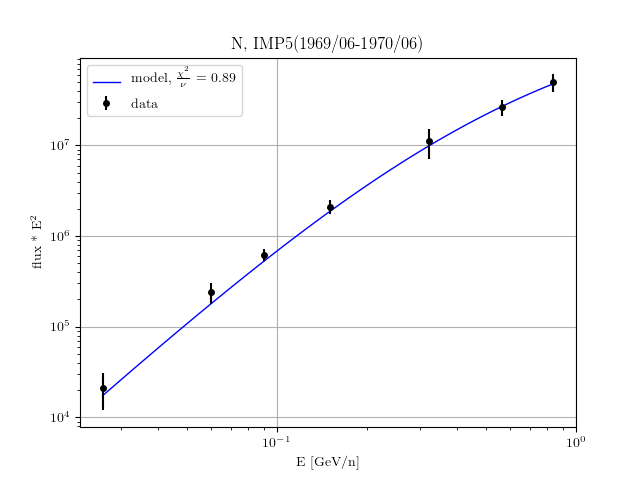 N, IMP5(1969/06-1970/06)
model, χ²/ν = 0.89
data
10⁷
10⁶
10⁵
10⁴
flux * E²
10⁻¹
10⁰
E [GeV/n]